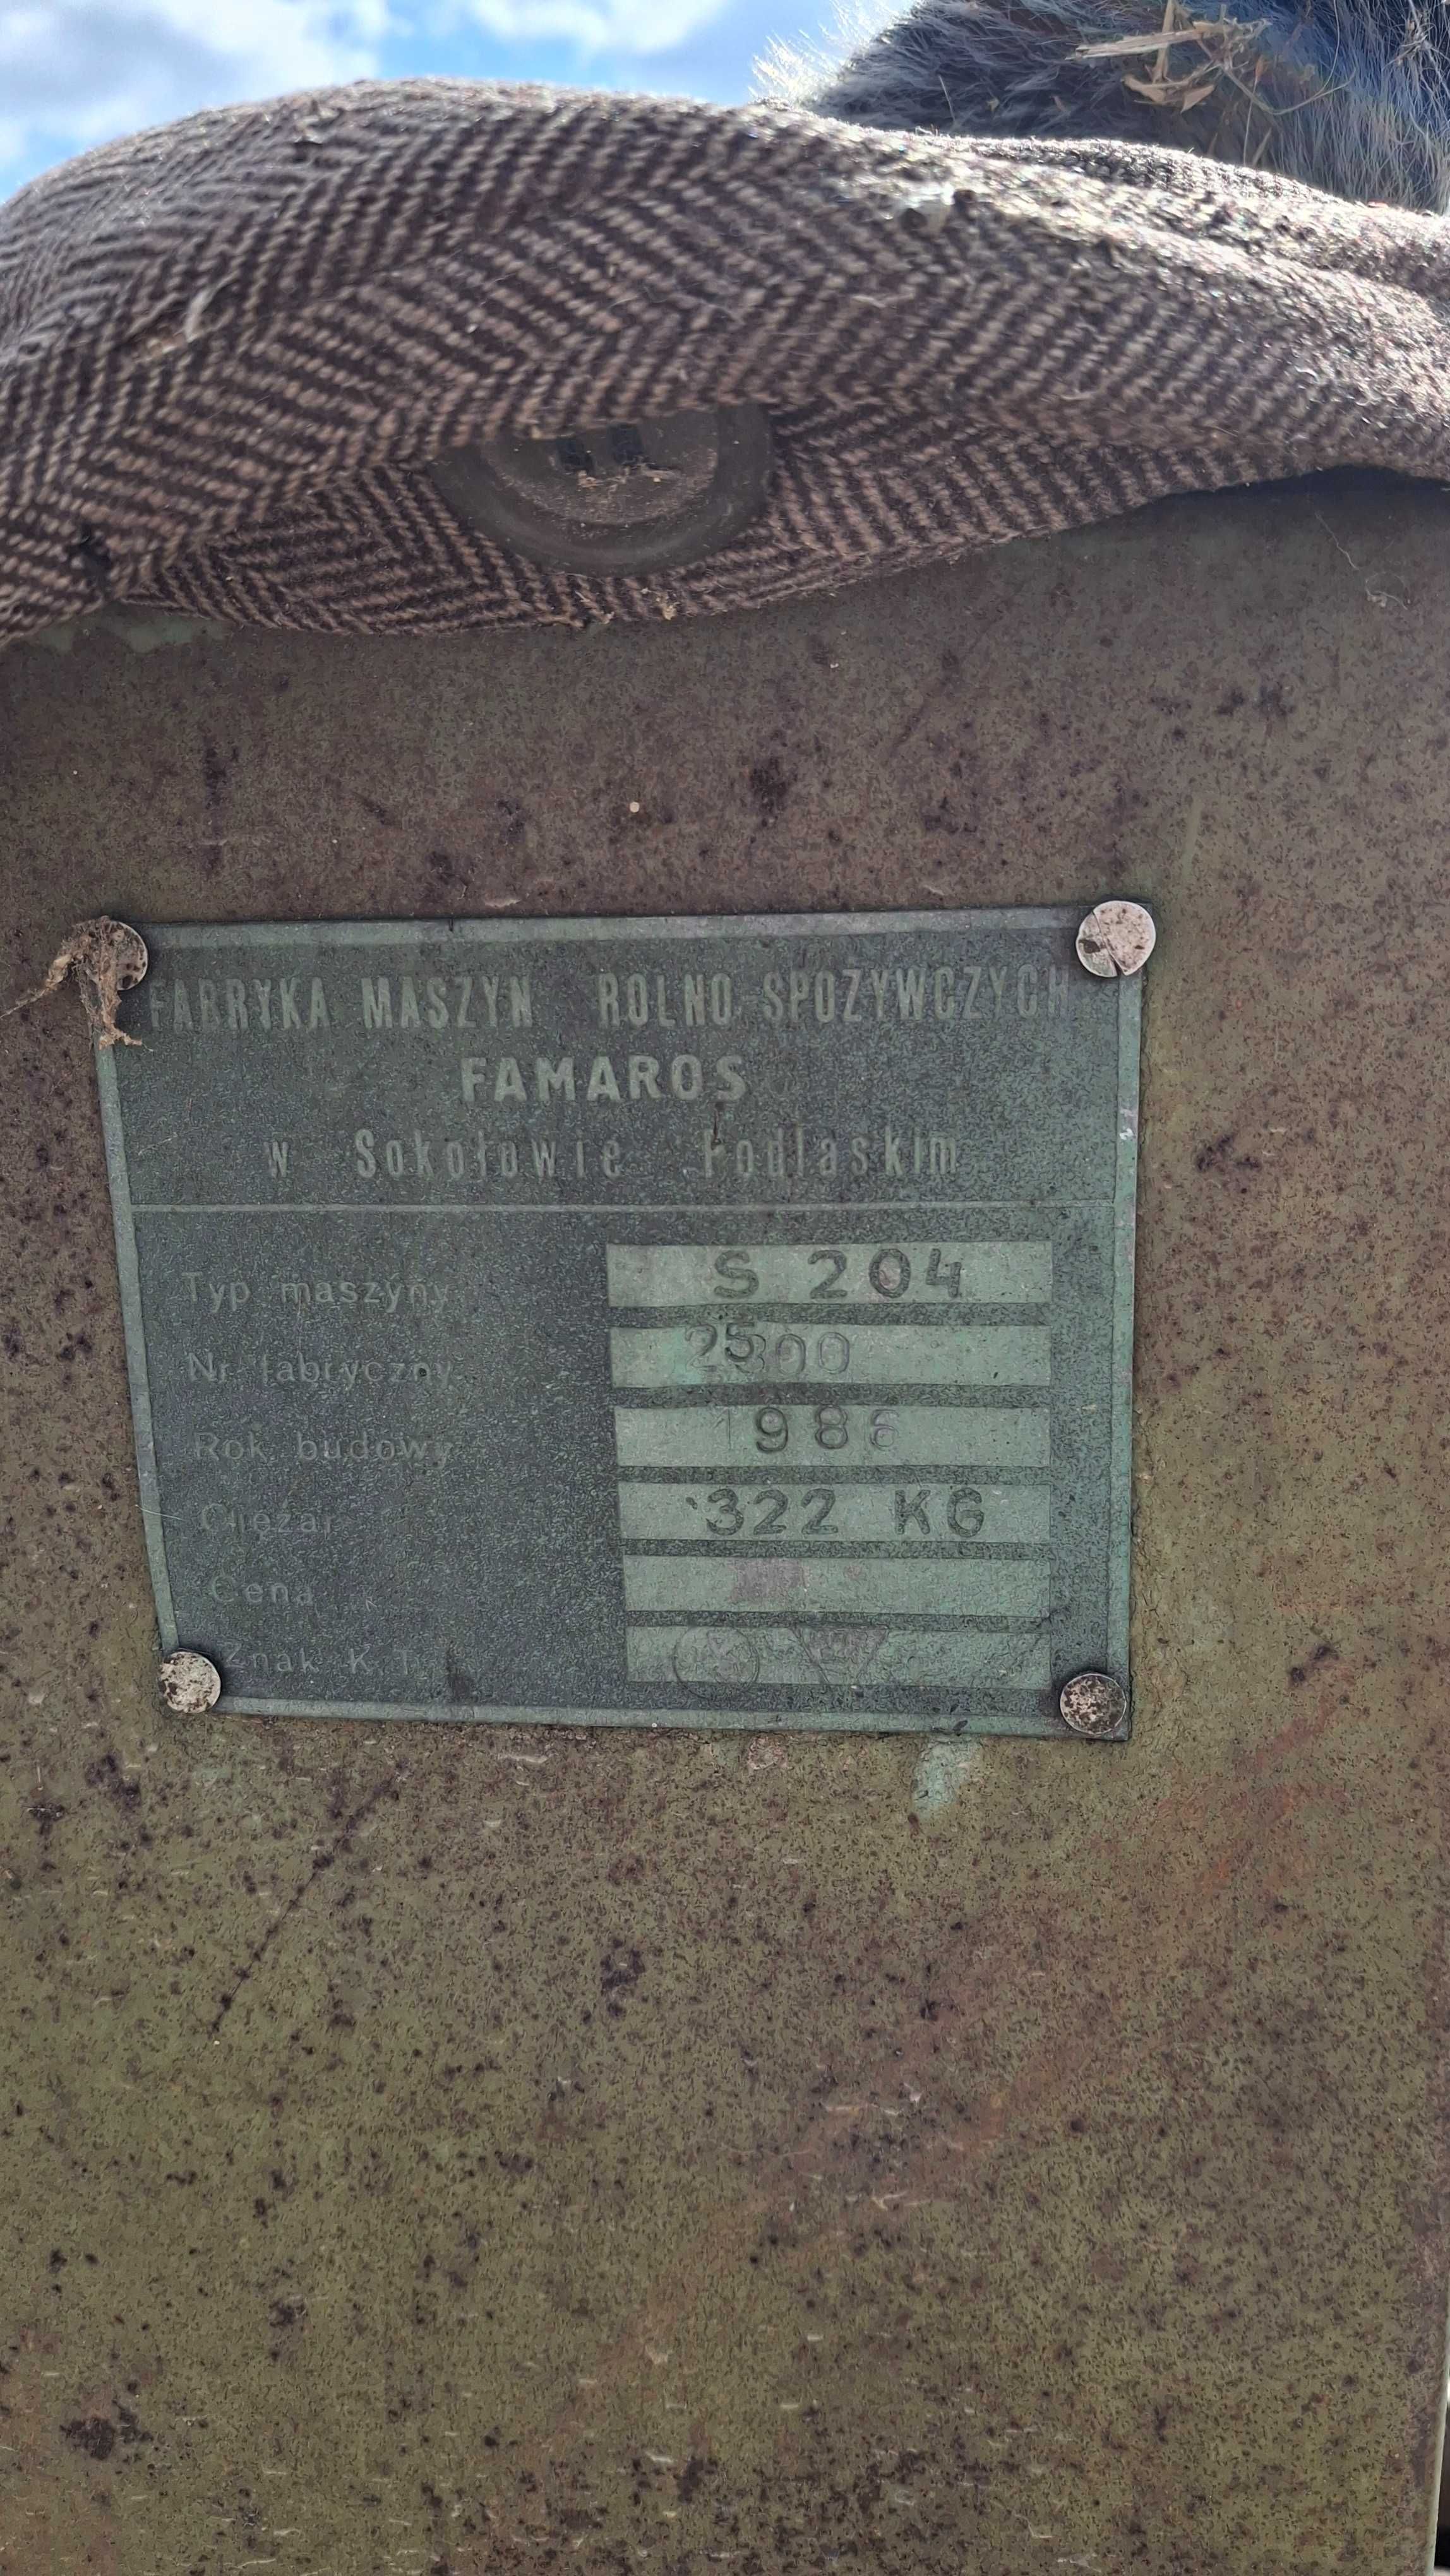 FABRYKA MASZYN ROLNO-SPOŻYWCZYCH
FAMAROS
w Sokołowie Podlaskim
Typ maszyny S 204
Nr fabryczny
Rok budowy 1986
Ciężar 322 KG
Cena
Znak K.T.